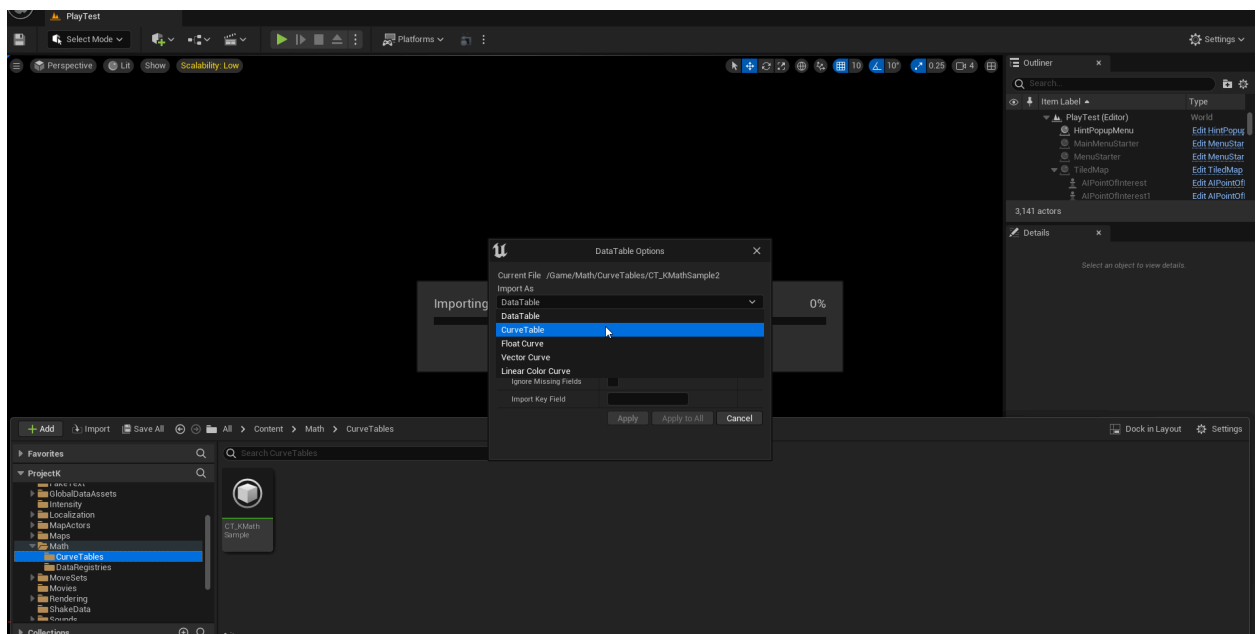 PlayTest
Select Mode
Platforms
Settings
Perspective
Lit
Show
Scalability: Low
10
10°
0.25
4
Outliner
Search...
Item Label
Type
PlayTest (Editor)
World
HintPopupMenu
Edit HintPopup
MainMenuStarter
Edit MenuStar
MenuStarter
Edit MenuStar
TiledMap
Edit TiledMap
AIPointOfInterest
Edit AIPointOfI
AIPointOfInterest1
Edit AIPointOfI
3,141 actors
Details
Select an object to view details.
Importing
0%
DataTable Options
Current File /Game/Math/CurveTables/CT_KMathSample2
Import As
DataTable
DataTable
CurveTable
Float Curve
Vector Curve
Linear Color Curve
Ignore Missing Fields
Import Key Field
Apply
Apply to All
Cancel
Add
Import
Save All
All > Content > Math > CurveTables
Dock in Layout
Settings
Favorites
Search CurveTables
ProjectK
GlobalDataAssets
Intensity
Localization
MapActors
Maps
Math
CurveTables
DataRegistries
MoveSets
Movies
Rendering
ShakeData
Sounds
Collections
CT_KMath
Sample